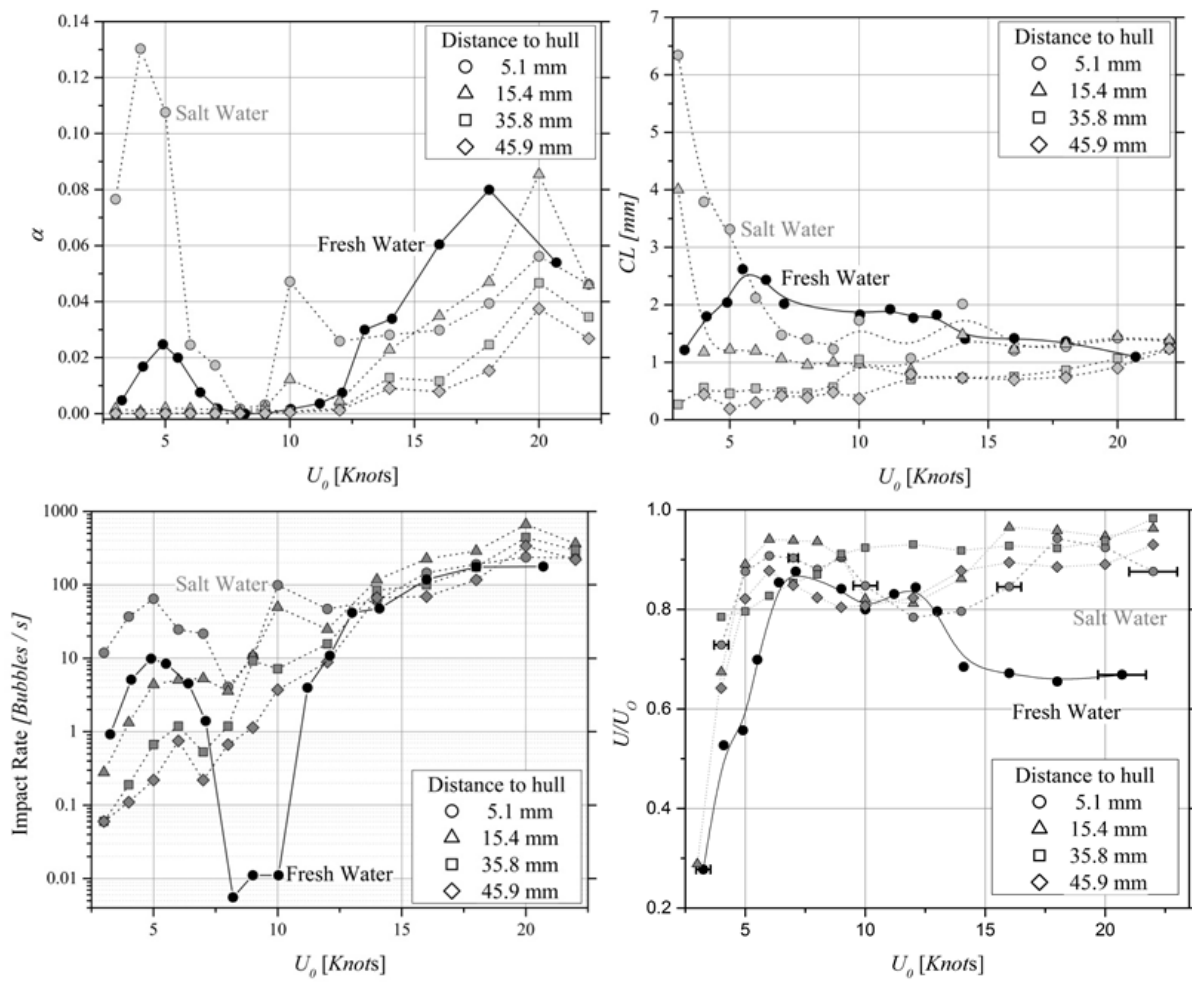 0.14
0.12
0.10
0.08
0.06
0.04
0.02
0.00
α
5
10
15
20
U0 [Knots]
Salt Water
Fresh Water
Distance to hull
5.1 mm
15.4 mm
35.8 mm
45.9 mm
7
6
5
4
3
2
1
0
CL [mm]
5
10
15
20
U0 [Knots]
Salt Water
Fresh Water
Distance to hull
5.1 mm
15.4 mm
35.8 mm
45.9 mm
1000
100
10
1
0.1
0.01
Impact Rate [Bubbles / s]
5
10
15
20
U0 [Knots]
Salt Water
Fresh Water
Distance to hull
5.1 mm
15.4 mm
35.8 mm
45.9 mm
1.0
0.8
0.6
0.4
0.2
U/UO
5
10
15
20
U0 [Knots]
Salt Water
Fresh Water
Distance to hull
5.1 mm
15.4 mm
35.8 mm
45.9 mm